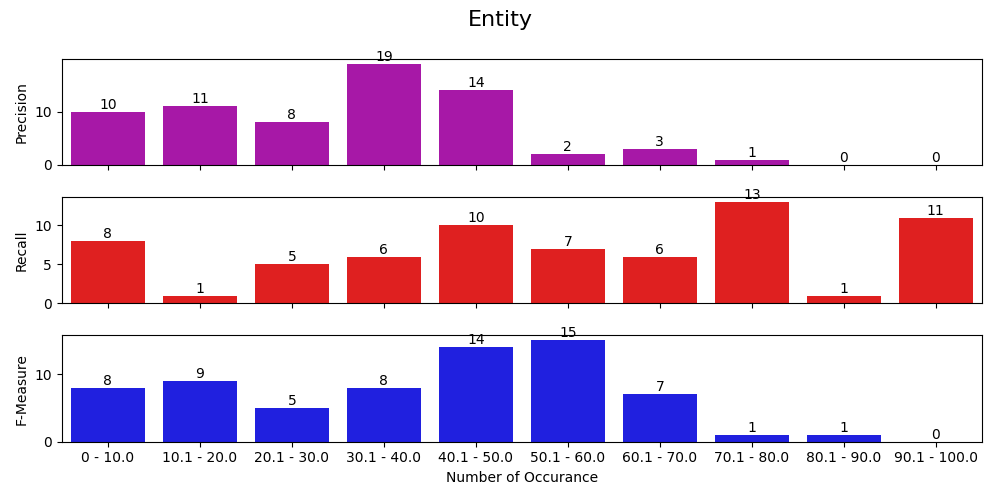 Entity
Precision
10
0
10 11 8 19 14 2 3 1 0 0
Recall
10
5
0
8 1 5 6 10 7 6 13 1 11
F-Measure
10
0
8 9 5 8 14 15 7 1 1 0
0 - 10.0 10.1 - 20.0 20.1 - 30.0 30.1 - 40.0 40.1 - 50.0 50.1 - 60.0 60.1 - 70.0 70.1 - 80.0 80.1 - 90.0 90.1 - 100.0
Number of Occurance